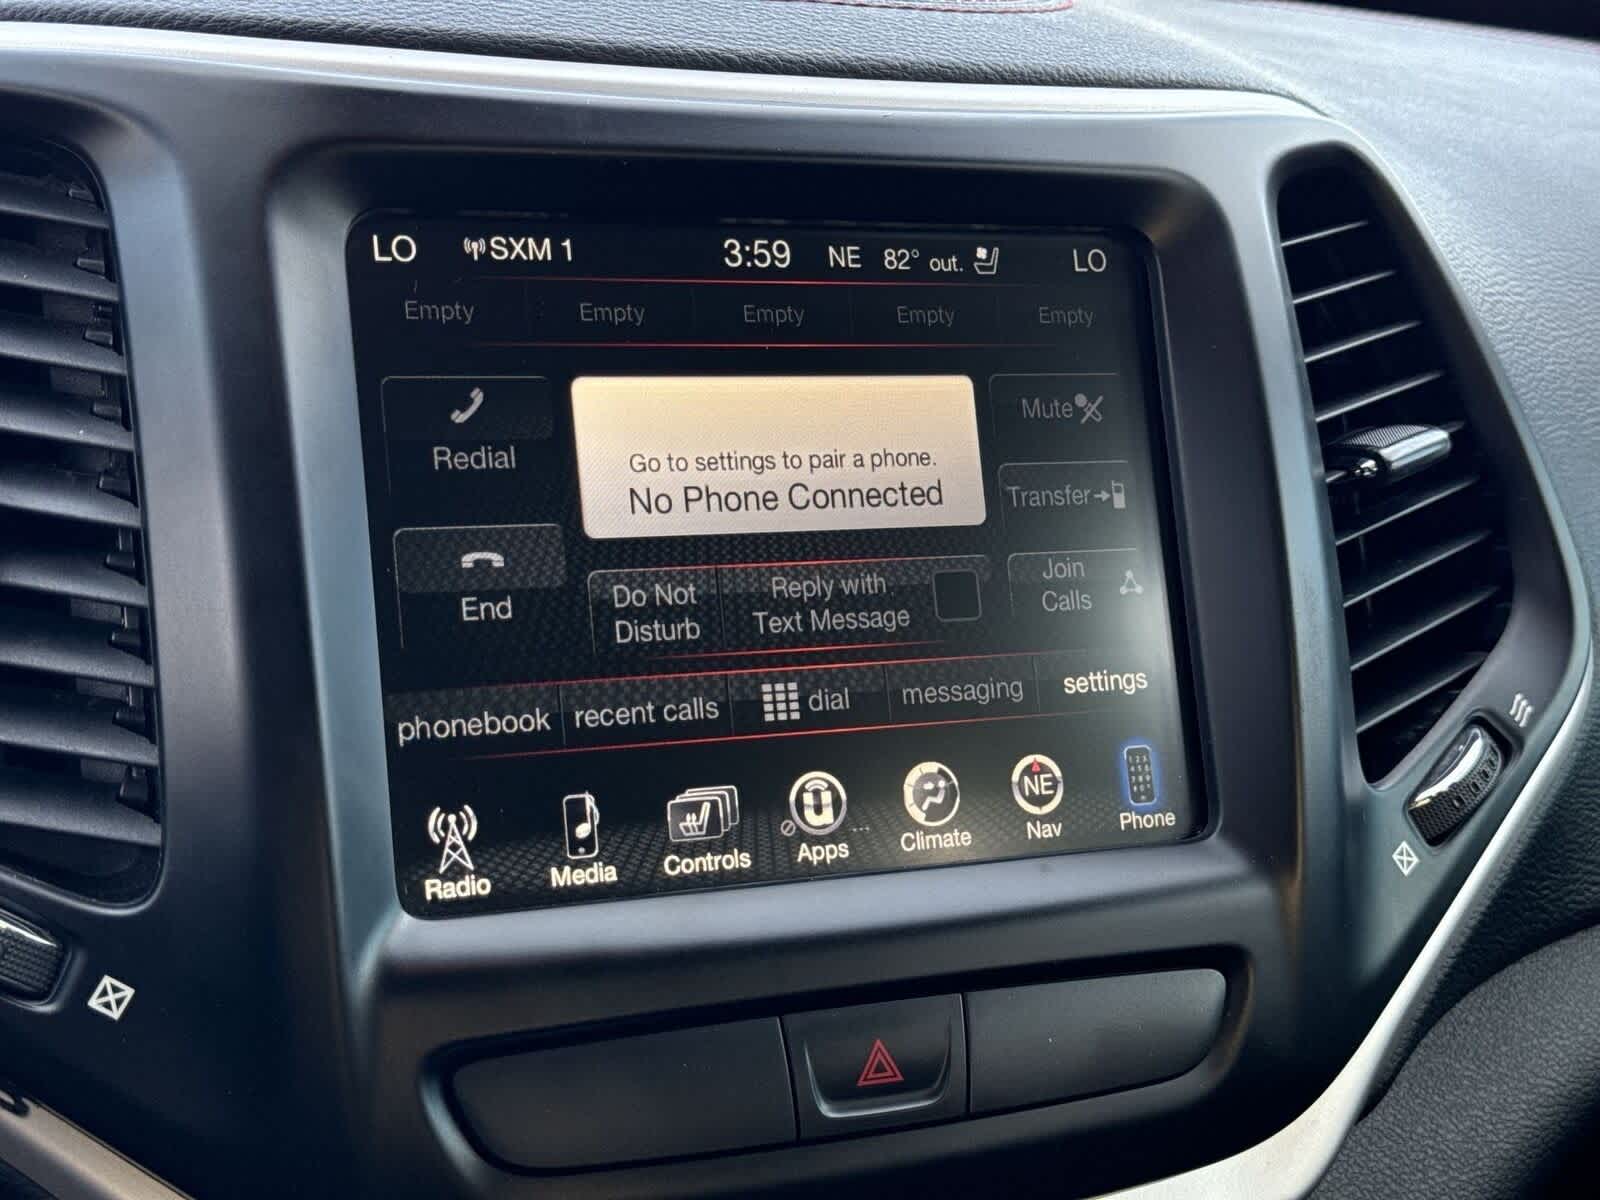 LO SXM 1 3:59 NE 82° out. LO
Empty Empty Empty Empty Empty
Redial
Go to settings to pair a phone.
No Phone Connected
Mute
Transfer
End
Do Not
Disturb
Reply with
Text Message
Join
Calls
phonebook recent calls dial messaging settings
NE
Radio Media Controls Apps Climate Nav Phone